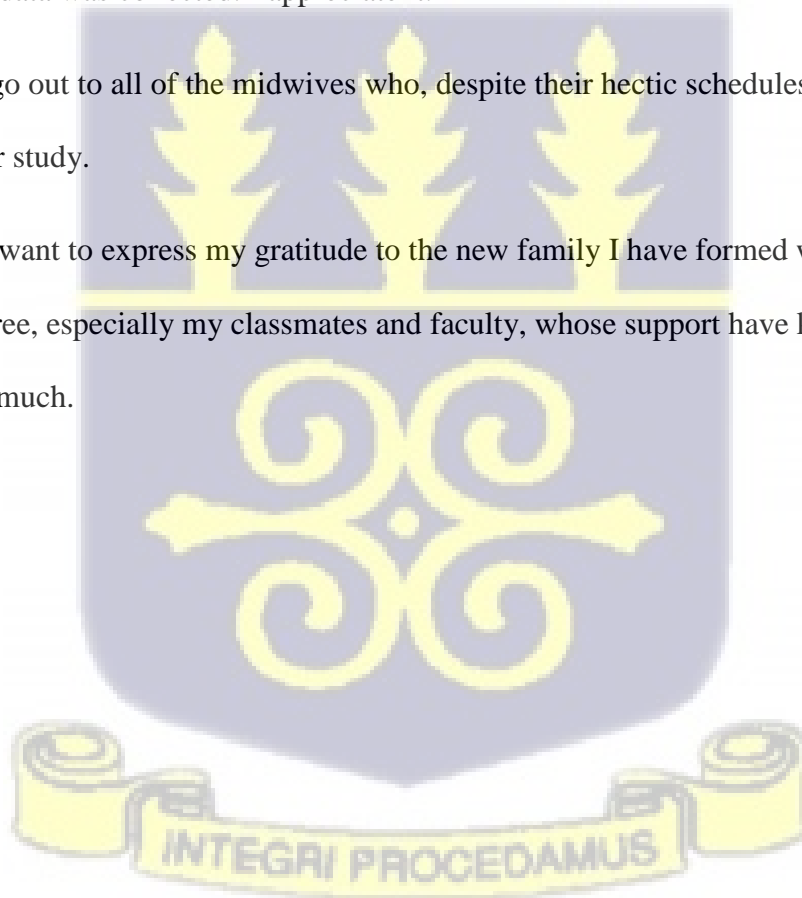 go out to all of the midwives who, despite their hectic schedules
study.
want to express my gratitude to the new family I have formed
especially my classmates and faculty, whose support have
much.
INTEGRI PROCEDAMUS